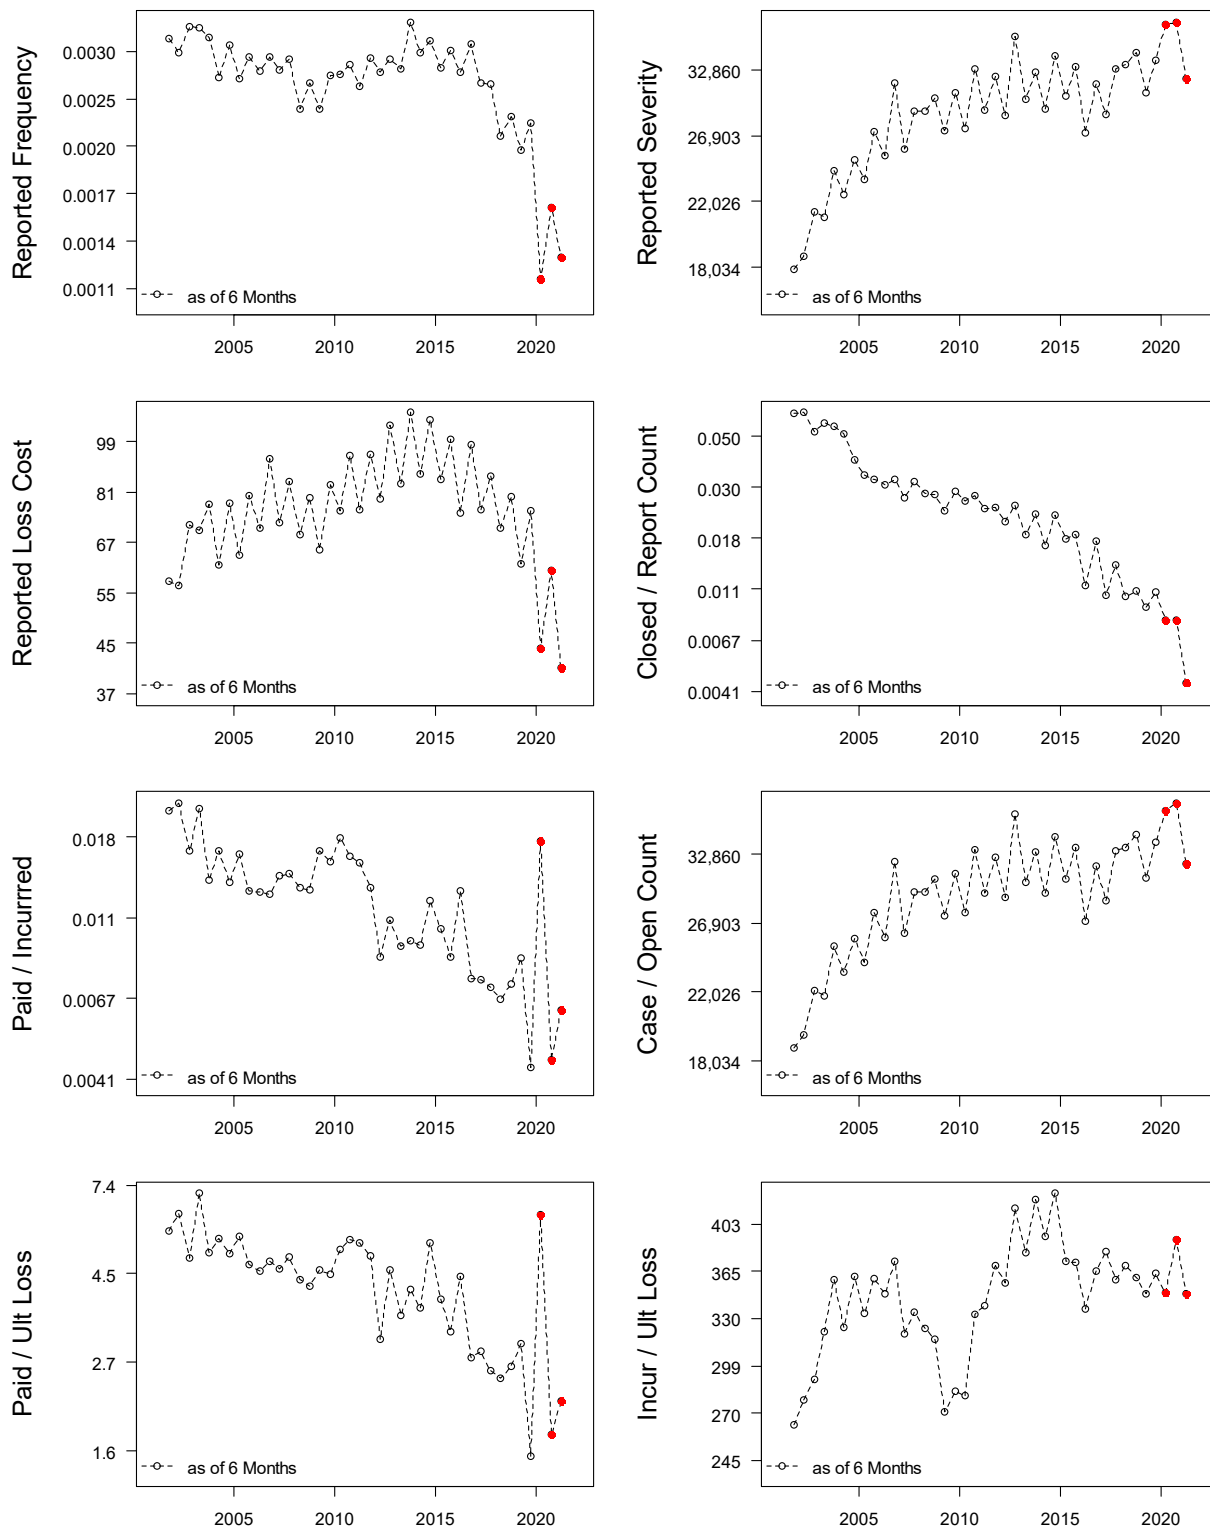 Reported Frequency
0.0030
0.0025
0.0020
0.0017
0.0014
0.0011
as of 6 Months
2005 2010 2015 2020
Reported Severity
32,860
26,903
22,026
18,034
as of 6 Months
2005 2010 2015 2020
Reported Loss Cost
99
81
67
55
45
37
as of 6 Months
2005 2010 2015 2020
Closed / Report Count
0.050
0.030
0.018
0.011
0.0067
0.0041
as of 6 Months
2005 2010 2015 2020
Paid / Incurrred
0.018
0.011
0.0067
0.0041
as of 6 Months
2005 2010 2015 2020
Case / Open Count
32,860
26,903
22,026
18,034
as of 6 Months
2005 2010 2015 2020
Paid / Ult Loss
7.4
4.5
2.7
1.6
as of 6 Months
2005 2010 2015 2020
Incur / Ult Loss
403
365
330
299
270
245
as of 6 Months
2005 2010 2015 2020